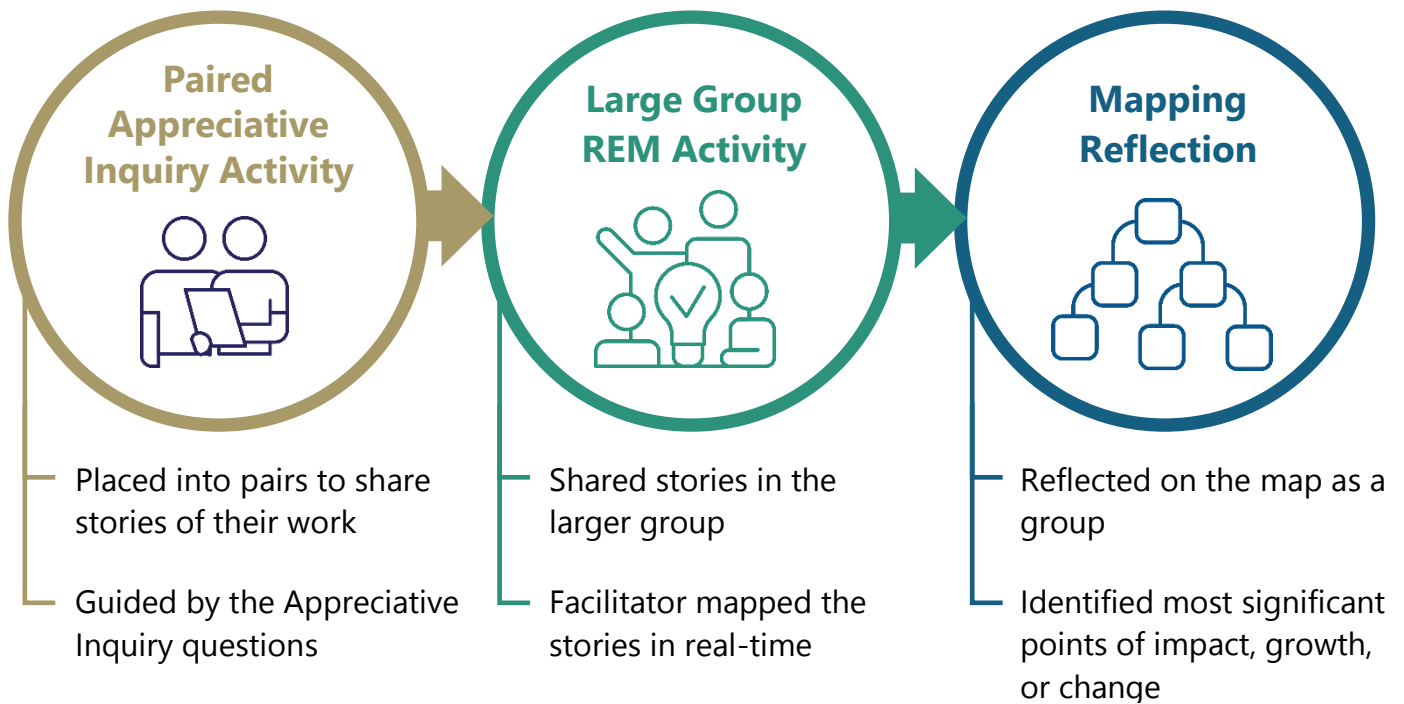 Paired
Appreciative
Inquiry Activity
Placed into pairs to share
stories of their work
Guided by the Appreciative
Inquiry questions
Large Group
REM Activity
Shared stories in the
larger group
Facilitator mapped the
stories in real-time
Mapping
Reflection
Reflected on the map as a
group
Identified most significant
points of impact, growth,
or change